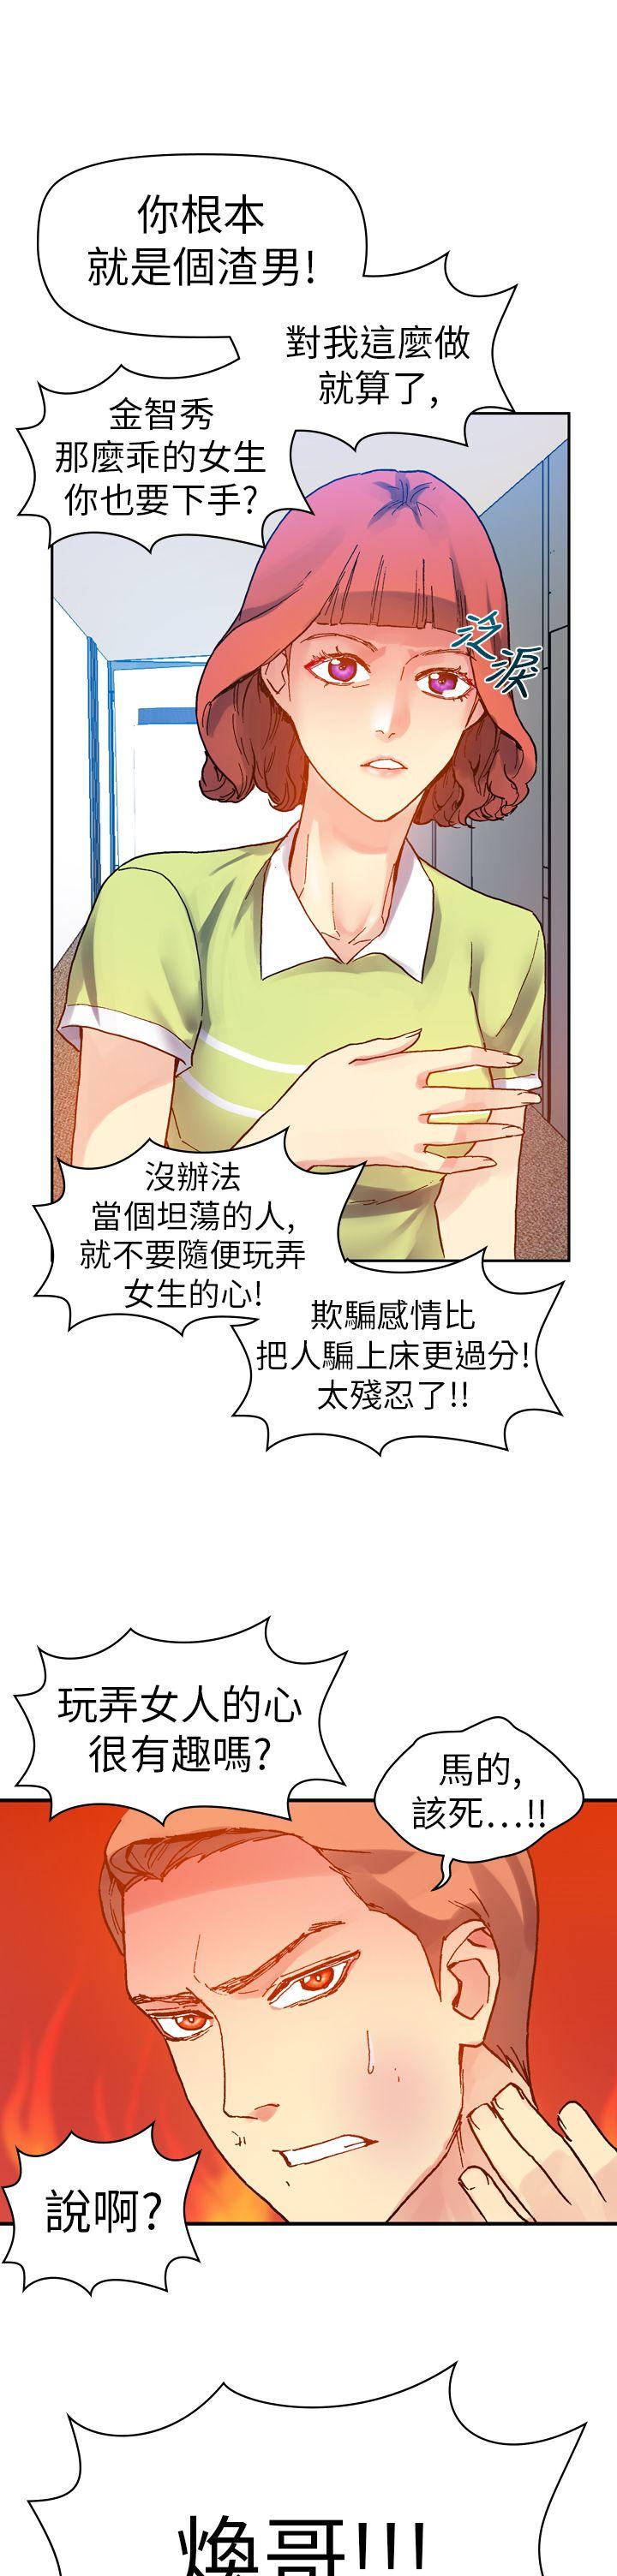 你根本
就是個渣男!
對我這麼做
就算了,
金智秀
那麼乖的女生
你也要下手?
泛淚
沒辦法
當個坦蕩的人,
就不要隨便玩弄
女生的心!
欺騙感情比
把人騙上床更過分!
太殘忍了!!
玩弄女人的心
很有趣嗎?
馬的,
該死...!!
說啊?
煥哥!!!